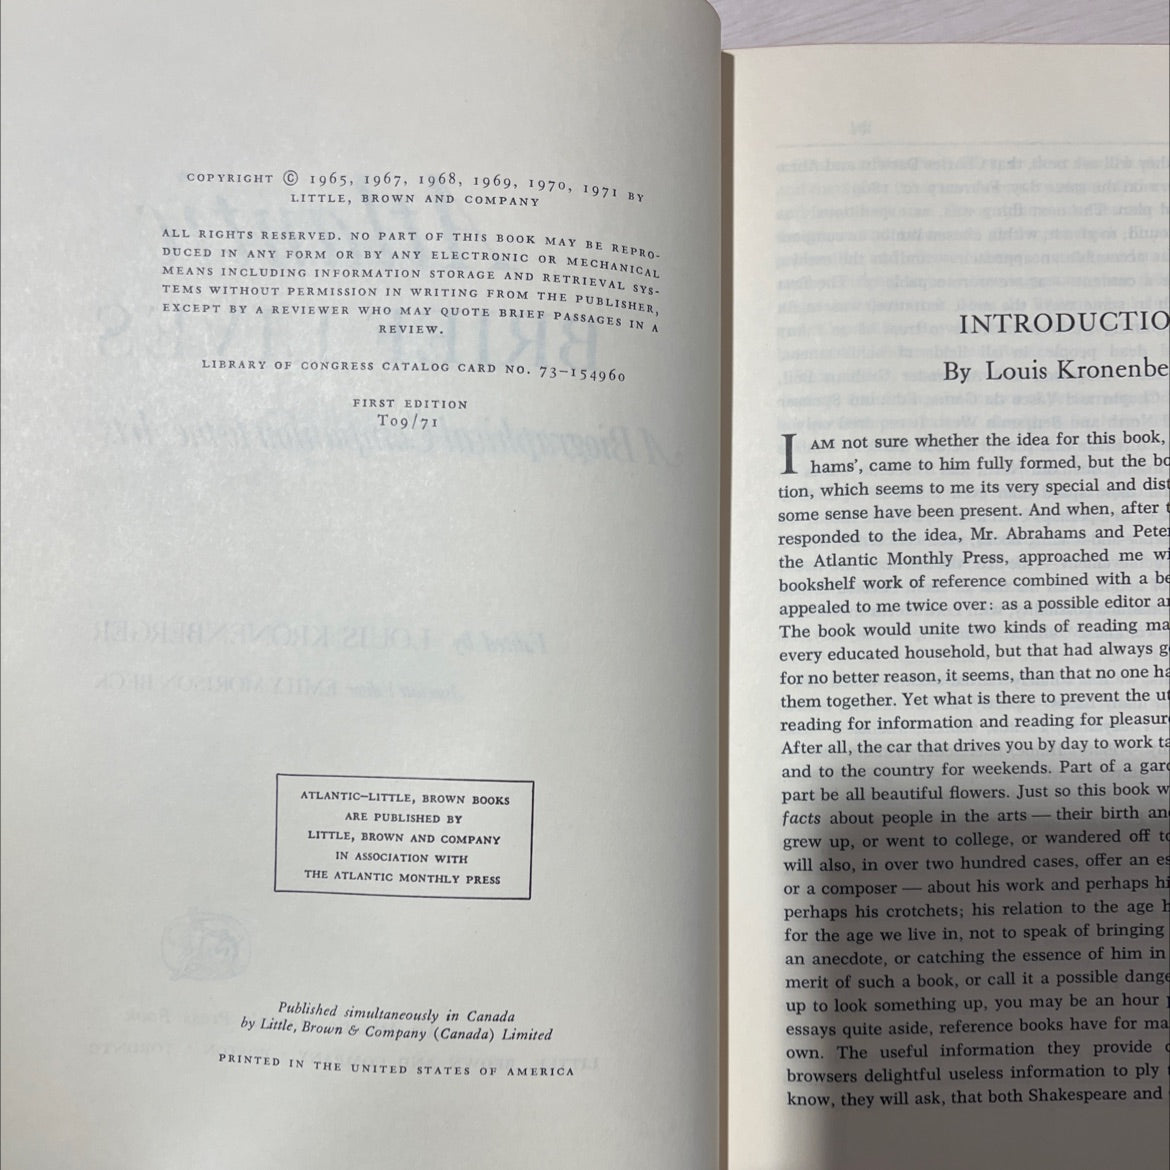 COPYRIGHT © 1965, 1967, 1968, 1969, 1970, 1971 BY
LITTLE, BROWN AND COMPANY
ALL RIGHTS RESERVED. NO PART OF THIS BOOK MAY BE REPRO-
DUCED IN ANY FORM OR BY ANY ELECTRONIC OR MECHANICAL
MEANS INCLUDING INFORMATION STORAGE AND RETRIEVAL SYS-
TEMS WITHOUT PERMISSION IN WRITING FROM THE PUBLISHER,
EXCEPT BY A REVIEWER WHO MAY QUOTE BRIEF PASSAGES IN A
REVIEW.
LIBRARY OF CONGRESS CATALOG CARD NO. 73-154960
FIRST EDITION
T09/71
ATLANTIC–LITTLE, BROWN BOOKS
ARE PUBLISHED BY
LITTLE, BROWN AND COMPANY
IN ASSOCIATION WITH
THE ATLANTIC MONTHLY PRESS
Published simultaneously in Canada
by Little, Brown & Company (Canada) Limited
PRINTED IN THE UNITED STATES OF AMERICA
INTRODUCTIO
By Louis Kronenbe
I AM not sure whether the idea for this book,
hams', came to him fully formed, but the bo
tion, which seems to me its very special and dist
some sense have been present. And when, after t
responded to the idea, Mr. Abrahams and Peter
the Atlantic Monthly Press, approached me wi
bookshelf work of reference combined with a be
appealed to me twice over: as a possible editor an
The book would unite two kinds of reading ma
every educated household, but that had always g
for no better reason, it seems, than that no one ha
them together. Yet what is there to prevent the ut
reading for information and reading for pleasure
After all, the car that drives you by day to work ta
and to the country for weekends. Part of a gard
part be all beautiful flowers. Just so this book w
facts about people in the arts — their birth and
grew up, or went to college, or wandered off to
will also, in over two hundred cases, offer an es
or a composer — about his work and perhaps hi
perhaps his crotchets; his relation to the age h
for the age we live in, not to speak of bringing
an anecdote, or catching the essence of him in
merit of such a book, or call it a possible dange
up to look something up, you may be an hour
essays quite aside, reference books have for ma
own. The useful information they provide
browsers delightful useless information to ply
know, they will ask, that both Shakespeare and